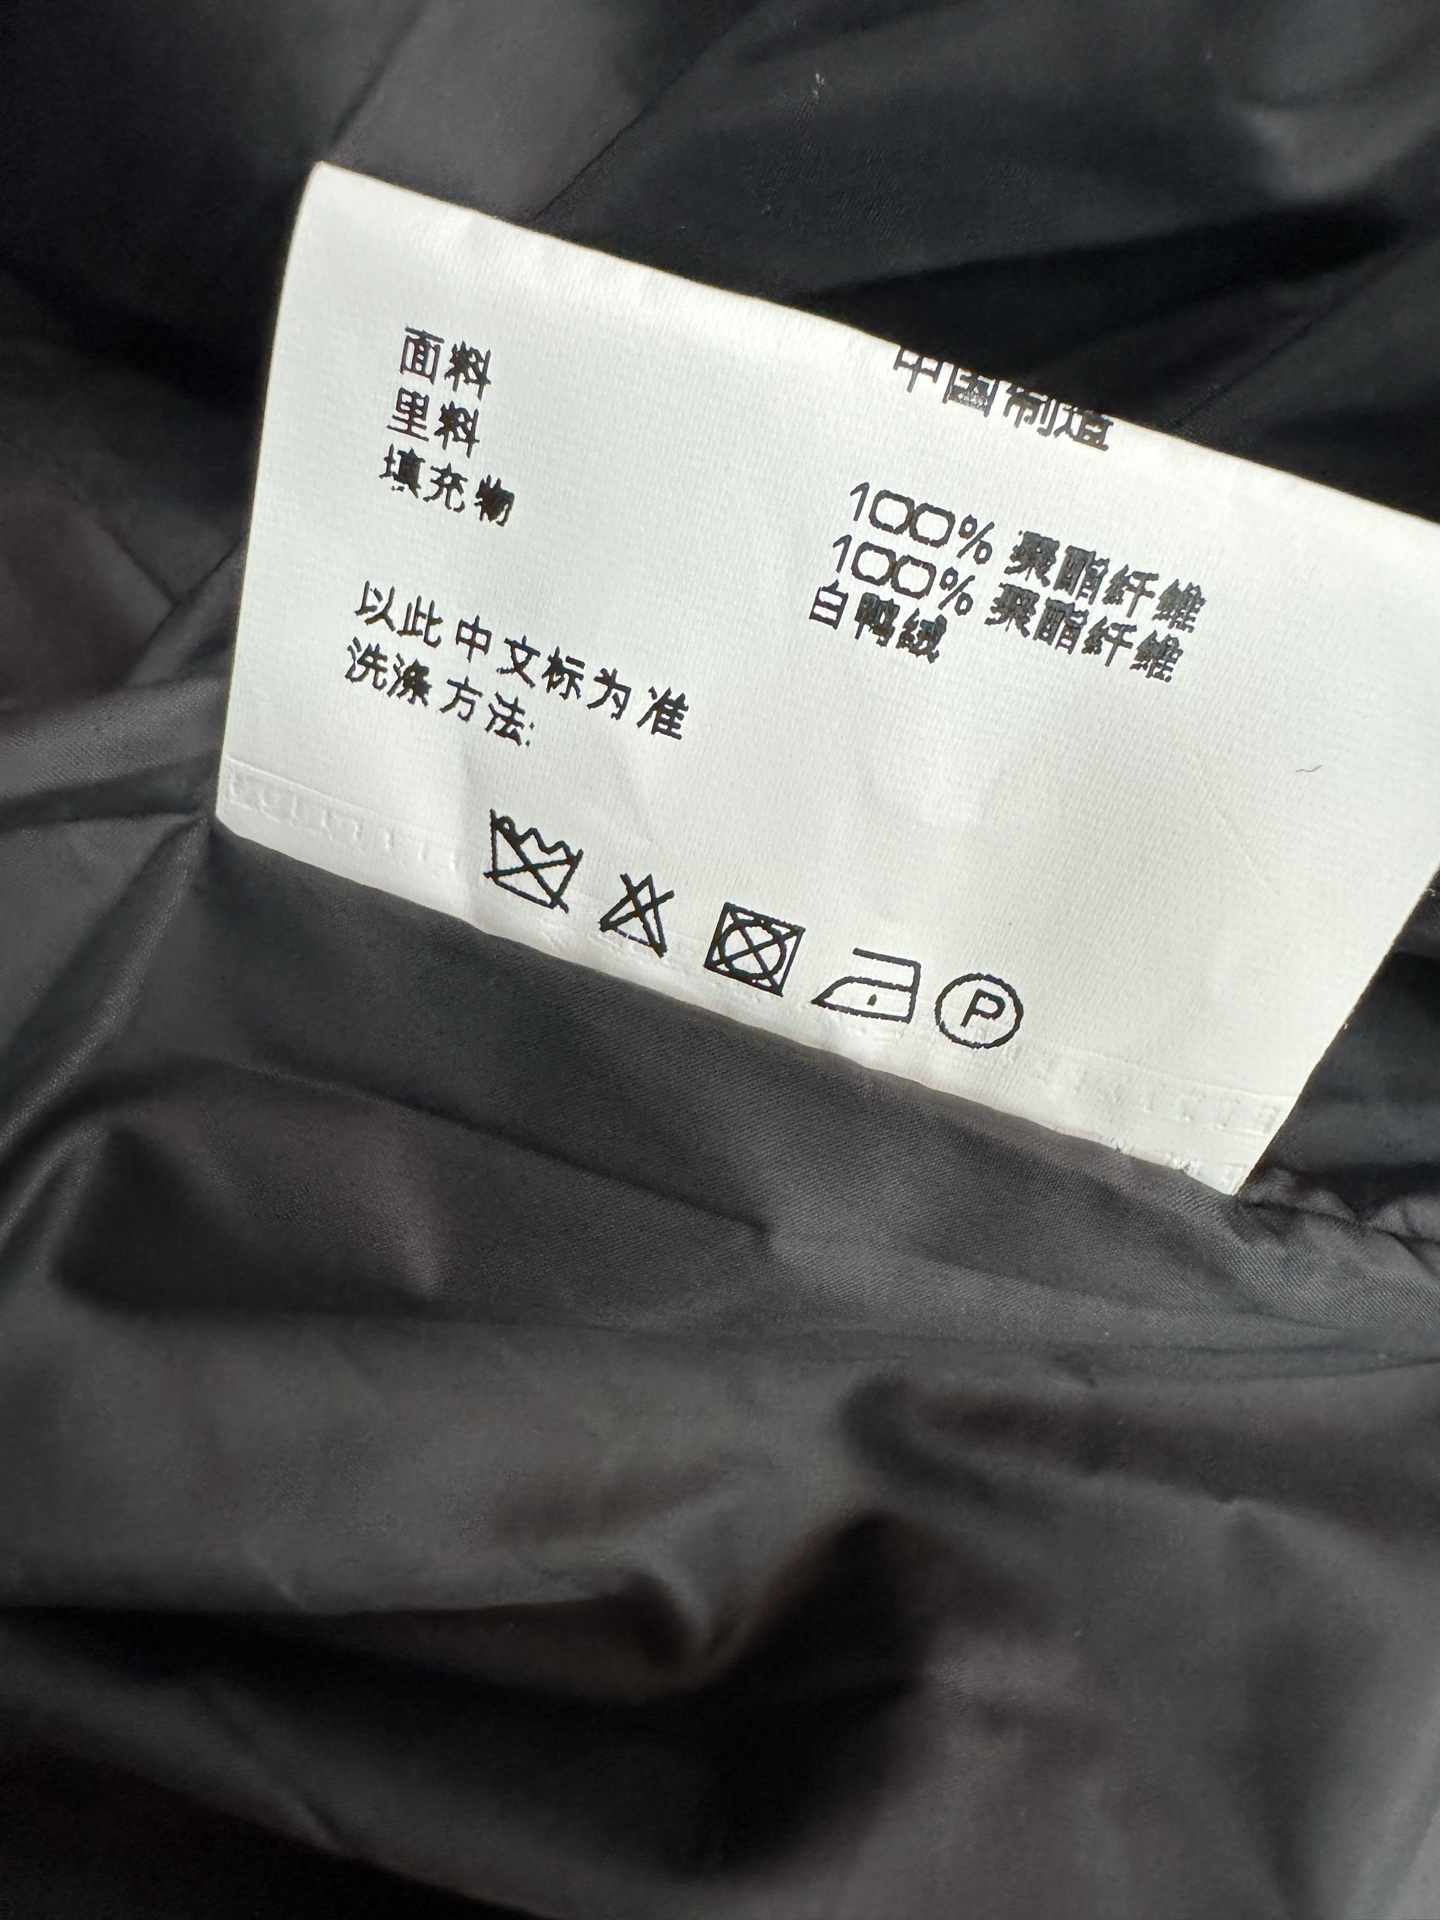 中国制造
面料 100% 聚酯纤维
里料 100% 聚酯纤维
填充物 白鸭绒
以此中文标为准
洗涤方法:
P